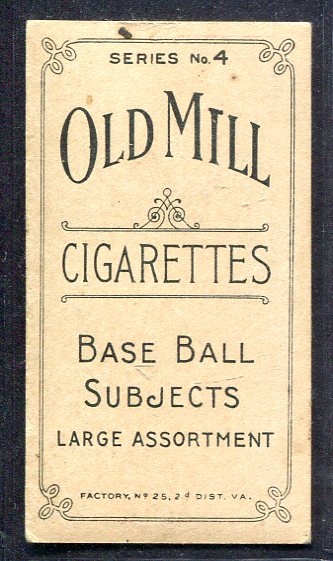 SERIES No. 4
OLD MILL
CIGARETTES
BASE BALL
SUBJECTS
LARGE ASSORTMENT
FACTORY, Nº 25, 2d DIST. VA.